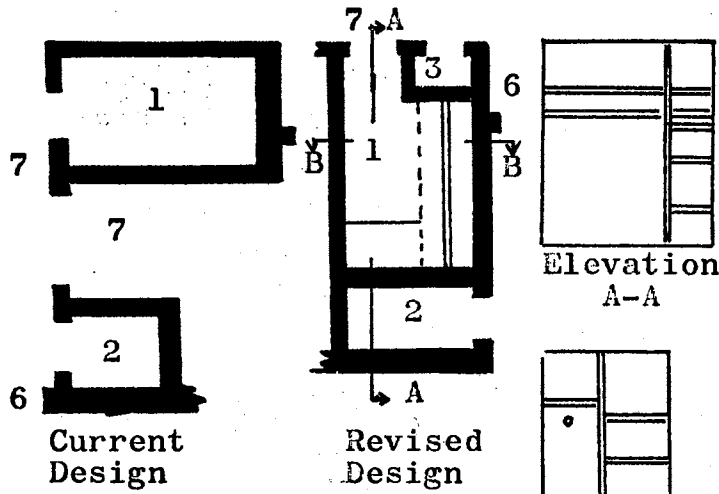 7 A
1
3
6
7
B 1 B
7
Elevation
A-A
2
2
6
A
Current
Design
Revised
Design